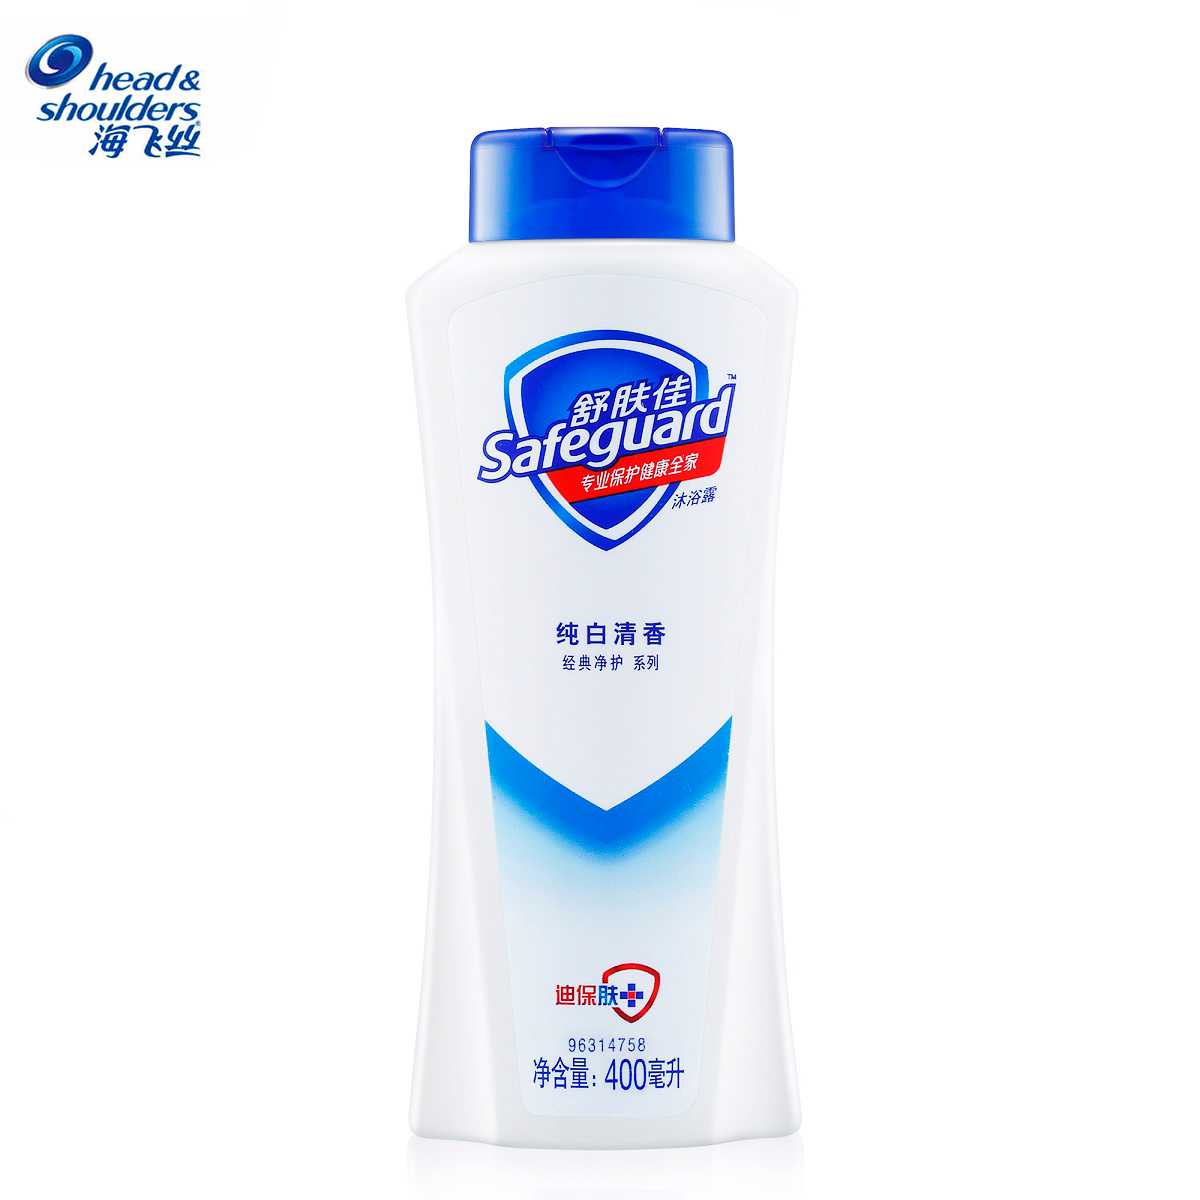 head&
shoulders®
海飞丝
舒肤佳
Safeguard™
专业保护健康全家
沐浴露
纯白清香
经典净护 系列
迪保肤
96314758
净含量：400毫升